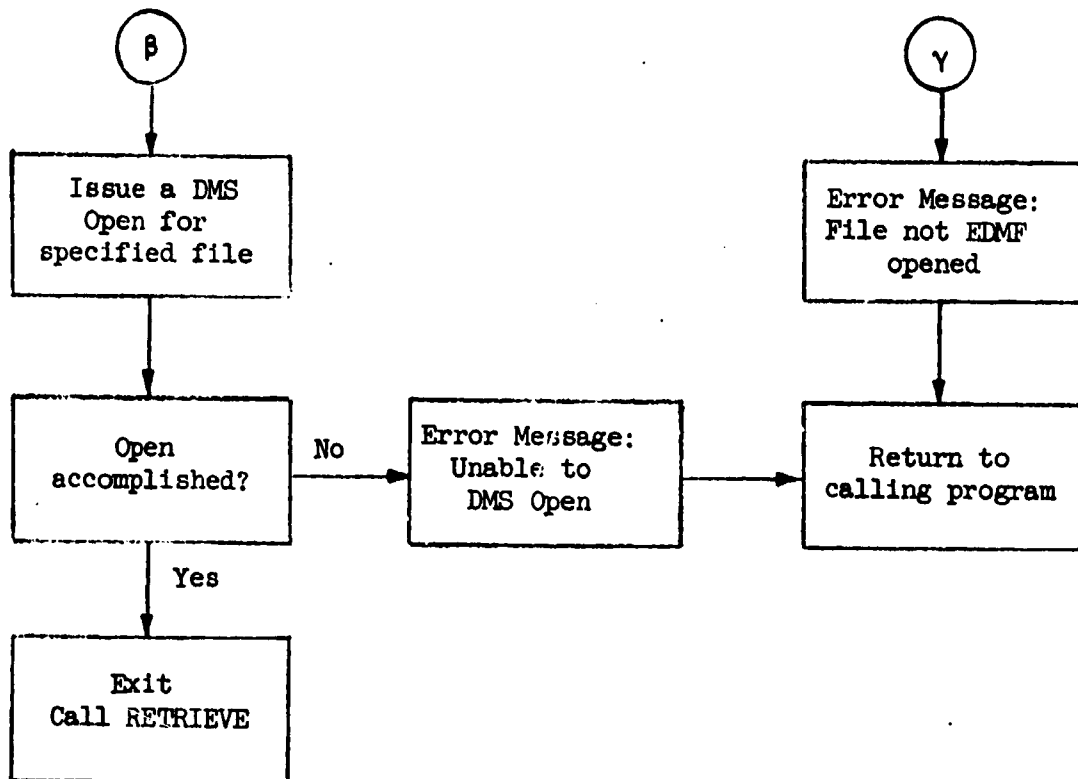 β
γ
Issue a DMS
Open for
specified file
Error Message:
File not EDMF
opened
Open
accomplished?
No
Error Message:
Unable to
DMS Open
Return to
calling program
Yes
Exit
Call RETRIEVE